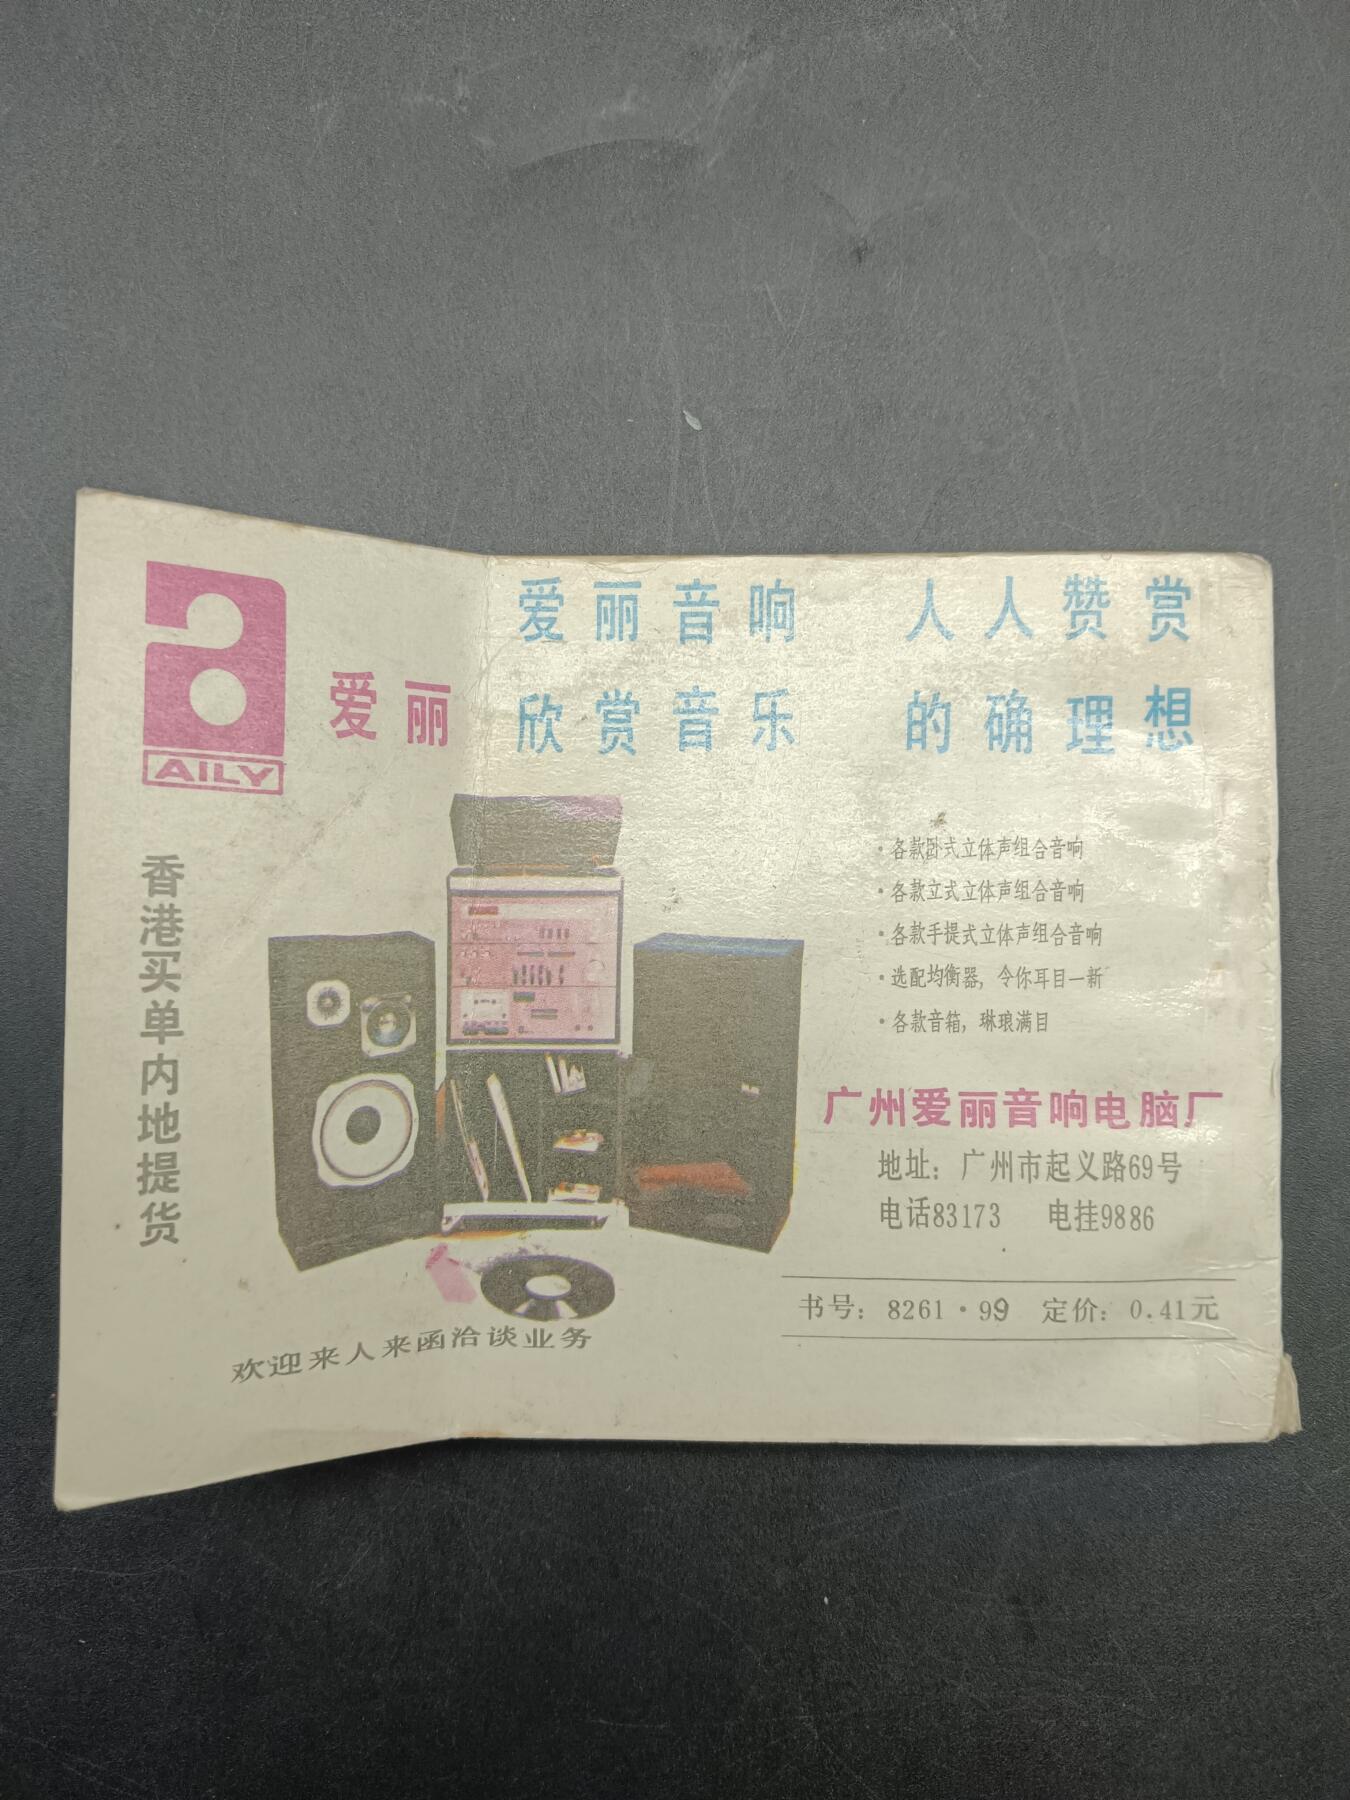 AILY
爱丽
爱丽音响 人人赞赏
欣赏音乐 的确理想
香港买单内地提货
·各款卧式立体声组合音响
·各款立式立体声组合音响
·各款手提式立体声组合音响
·选配均衡器，令你耳目一新
·各款音箱，琳琅满目
广州爱丽音响电脑厂
地址：广州市起义路69号
电话83173 电挂9886
欢迎来人来函洽谈业务
书号：8261·99 定价：0.41元